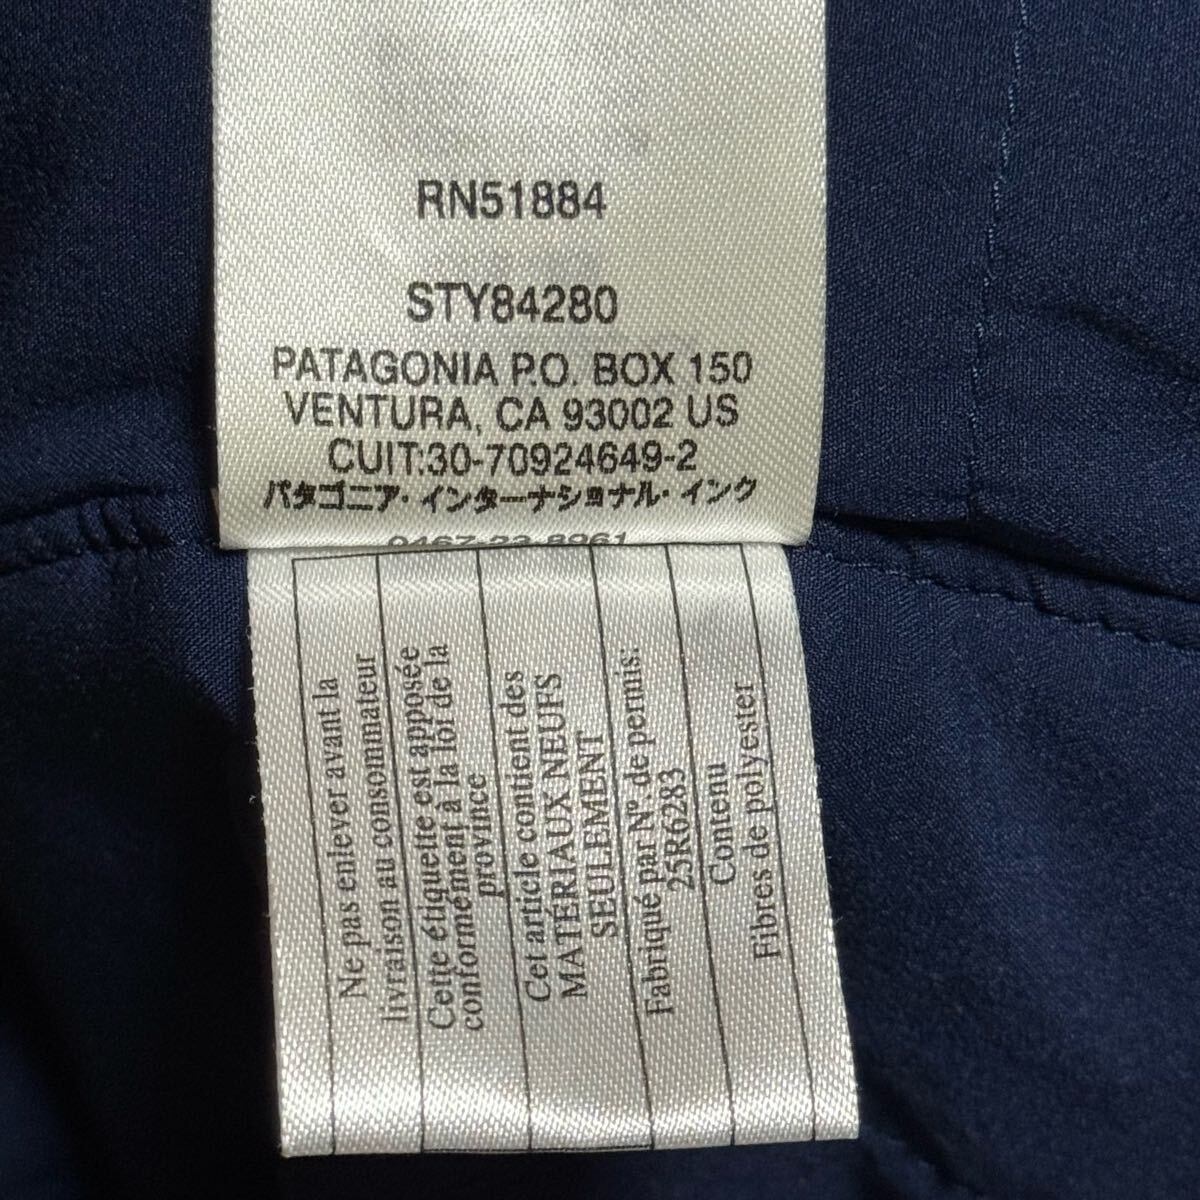 RN51884
STY84280
PATAGONIA P.O. BOX 150
VENTURA, CA 93002 US
CUIT:30-70924649-2
パタゴニア・インターナショナル・インク
0467-23-8961
Ne pas enlever avant la
livraison au consommateur
Cette étiquette est apposée
conformément à la loi de la
province
Cet article contient des
MATÉRIAUX NEUFS
SEULEMENT
Fabriqué par Nº. de permis:
25R6283
Contenu
Fibres de polyester